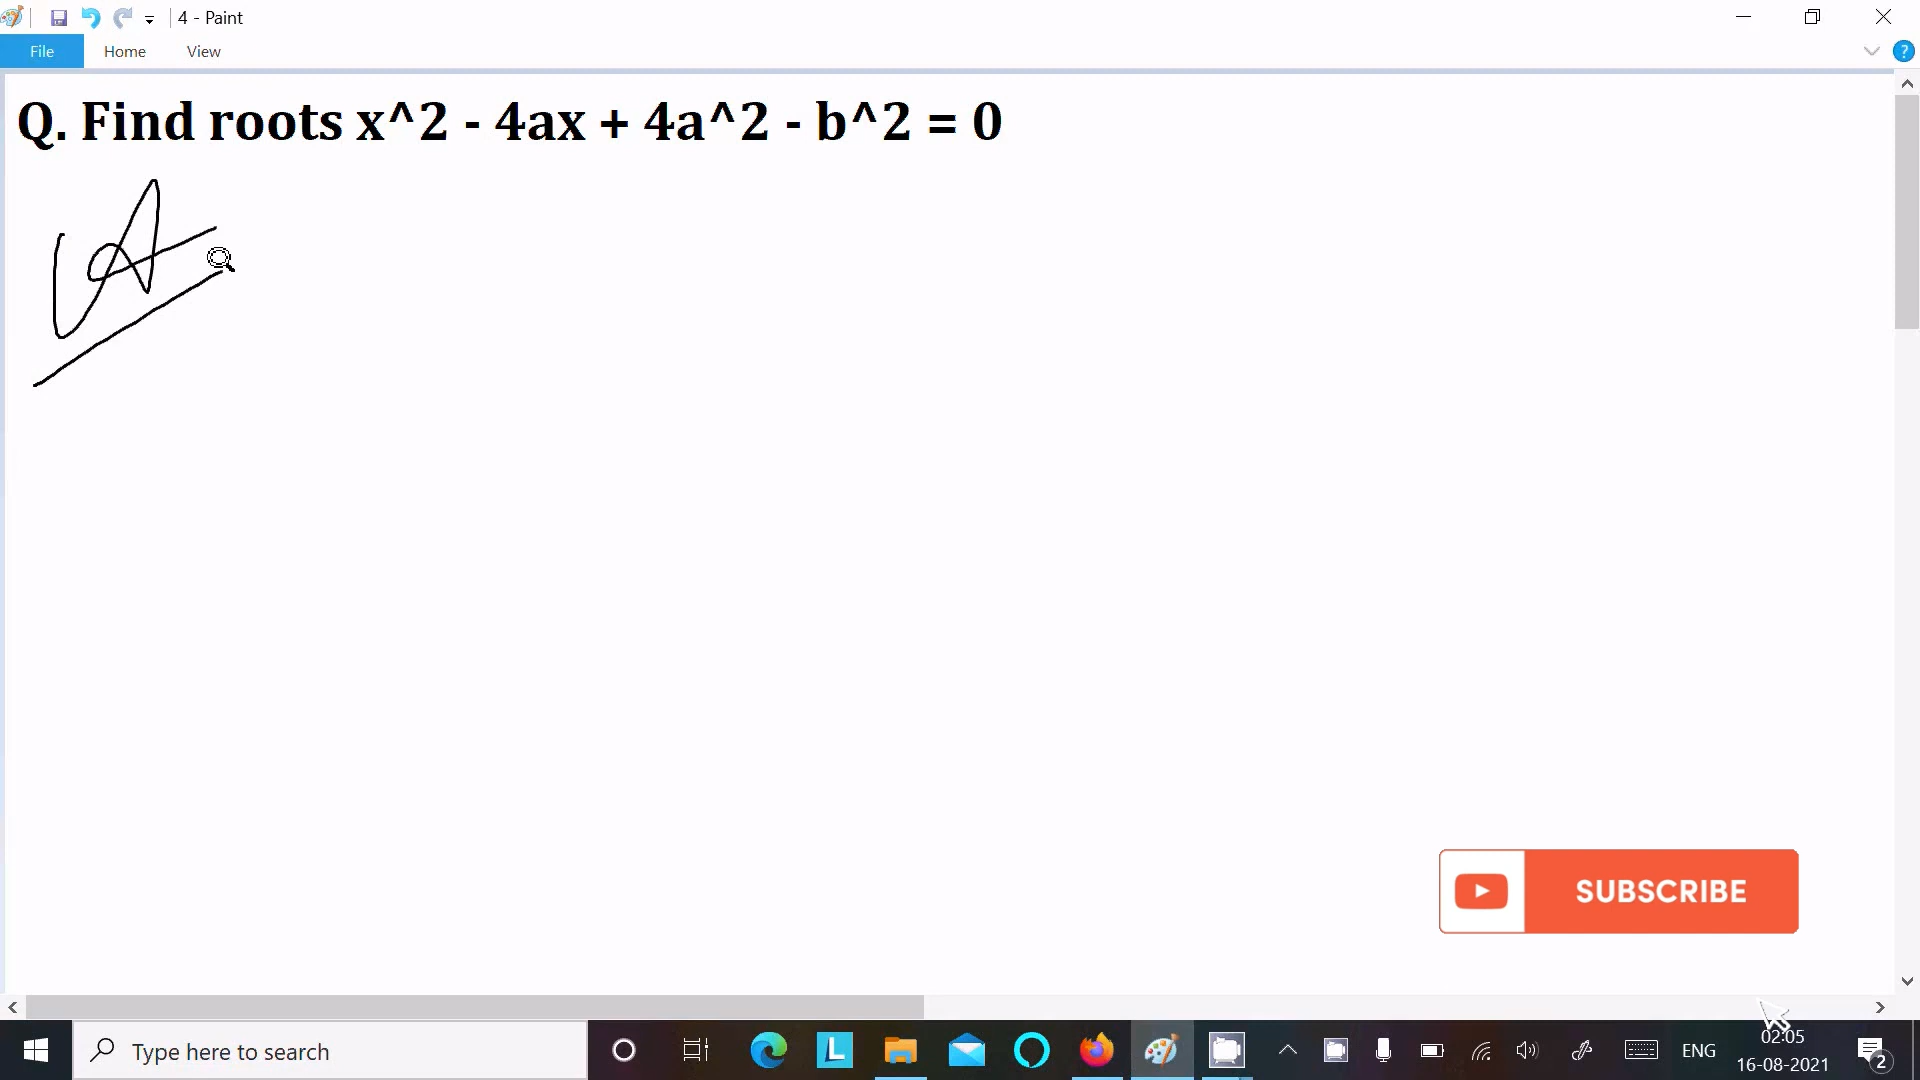 4 - Paint
File Home View
Q. Find roots x^2 - 4ax + 4a^2 - b^2 = 0
A
SUBSCRIBE
Type here to search
L
ENG
02:05
16-08-2021
2